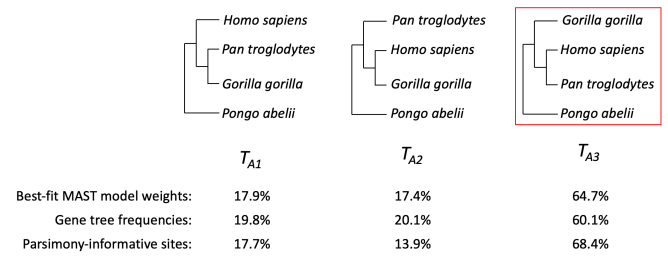 Homo sapiens
Pan troglodytes
Gorilla gorilla
Pongo abelii
T_A1
Pan troglodytes
Homo sapiens
Gorilla gorilla
Pongo abelii
T_A2
Gorilla gorilla
Homo sapiens
Pan troglodytes
Pongo abelii
T_A3
Best-fit MAST model weights: 17.9% 17.4% 64.7%
Gene tree frequencies: 19.8% 20.1% 60.1%
Parsimony-informative sites: 17.7% 13.9% 68.4%